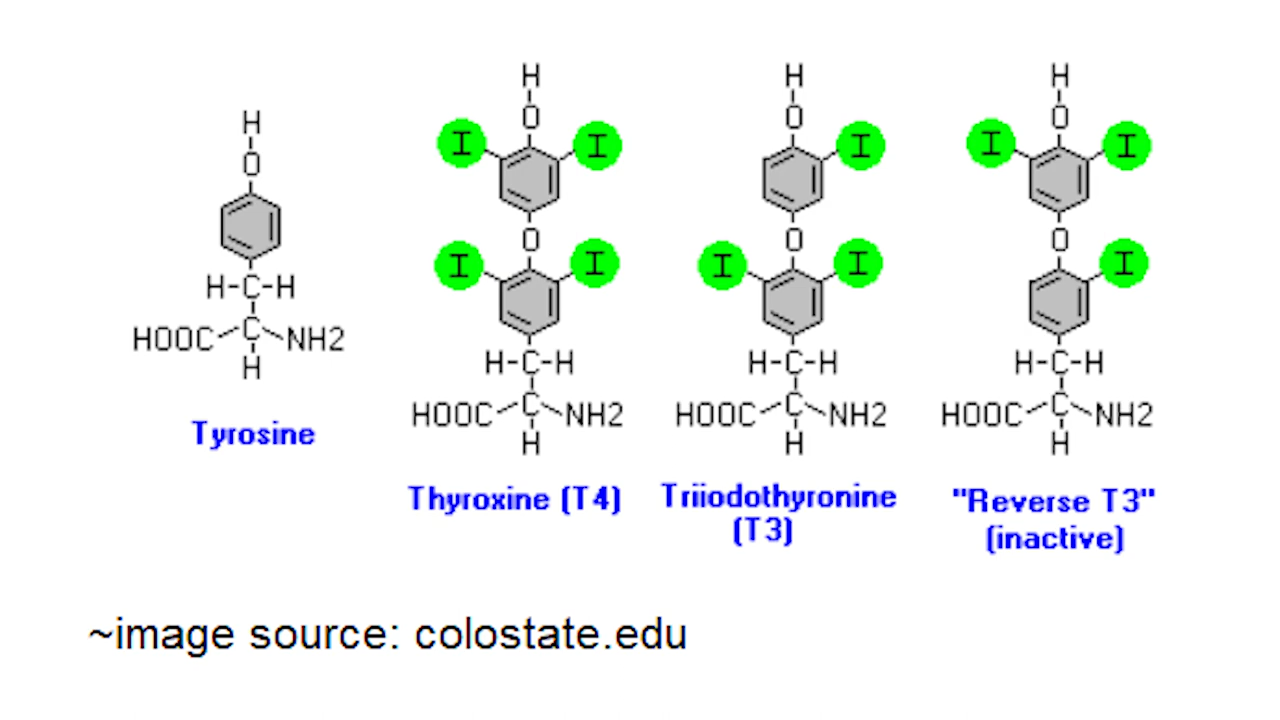 H
O
H-C-H
HOOC C NH2
H
Tyrosine
H
O
I I
O
I I
H-C-H
HOOC C NH2
H
Thyroxine (T4)
H
O
I
O
I I
H-C-H
HOOC C NH2
H
Triiodothyronine
(T3)
H
O
I I
O
I
H-C-H
HOOC C NH2
H
"Reverse T3"
(inactive)
~image source: colostate.edu